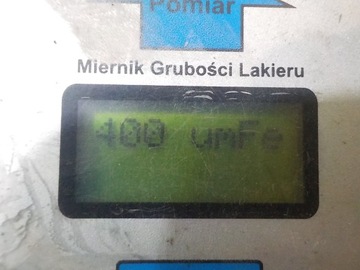 Pomiar
Miernik Grubości Lakieru
400 umFe